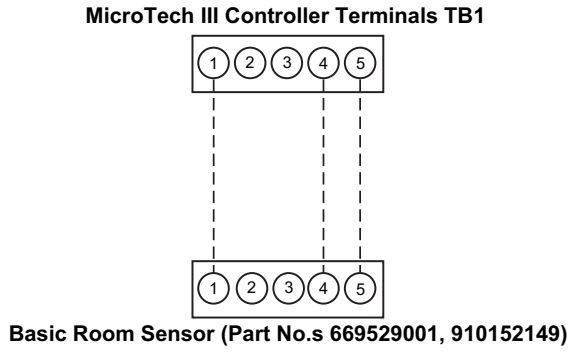 MicroTech III Controller Terminals TB1
1 2 3 4 5
1 2 3 4 5
Basic Room Sensor (Part No.s 669529001, 910152149)